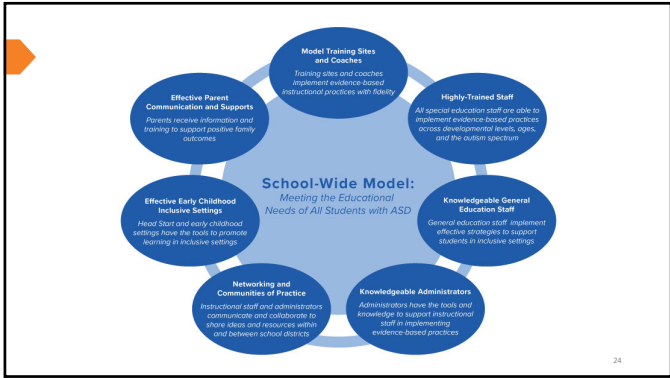 Model Training Sites
and Coaches
Training sites and coaches
implement evidence-based
instructional practices with fidelity
Highly-Trained Staff
All special education staff are able to
implement evidence-based practices
across developmental levels, ages,
and the autism spectrum
Knowledgeable General
Education Staff
General education staff implement
effective strategies to support
students in inclusive settings
Knowledgeable Administrators
Administrators have the tools and
knowledge to support instructional
staff in implementing
evidence-based practices
Networking and
Communities of Practice
Instructional staff and administrators
communicate and collaborate to
share ideas and resources within
and between school districts
Effective Early Childhood
Inclusive Settings
Head Start and early childhood
settings have the tools to promote
learning in inclusive settings
Effective Parent
Communication and Supports
Parents receive information and
training to support positive family
outcomes
School-Wide Model:
Meeting the Educational
Needs of All Students with ASD
24